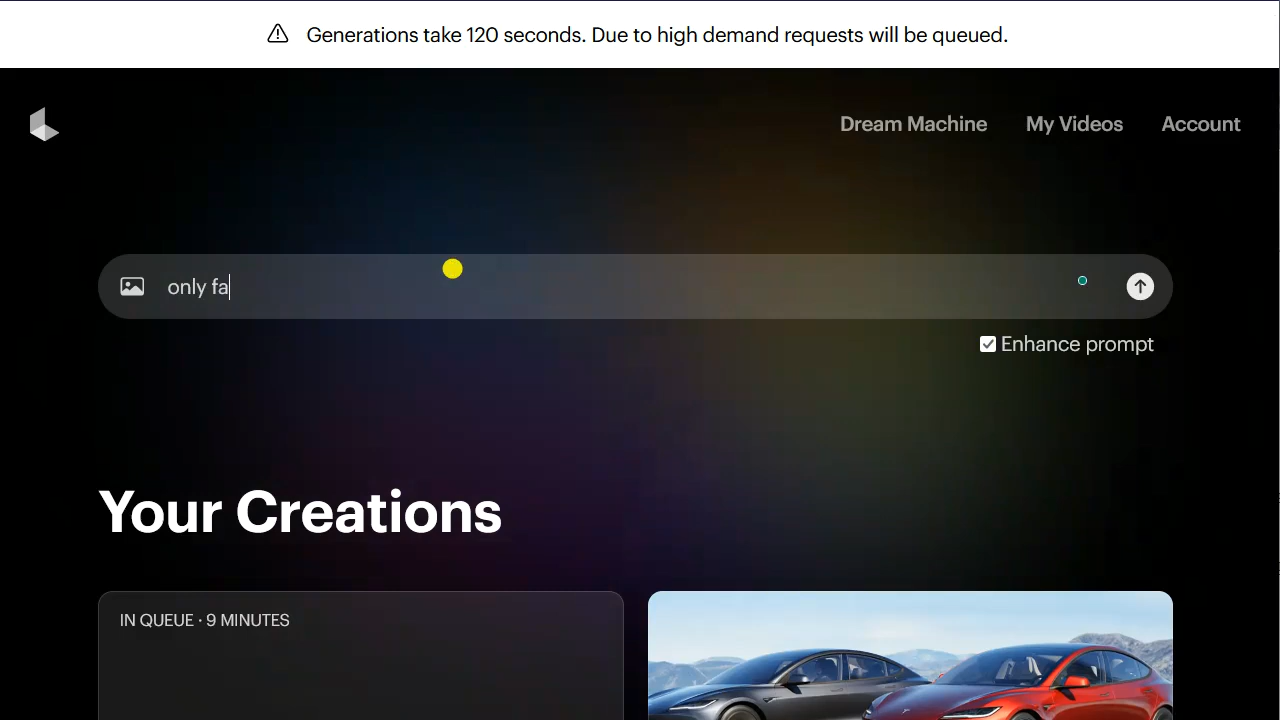 Generations take 120 seconds. Due to high demand requests will be queued.
Dream Machine
My Videos
Account
only fa
Enhance prompt
Your Creations
IN QUEUE · 9 MINUTES